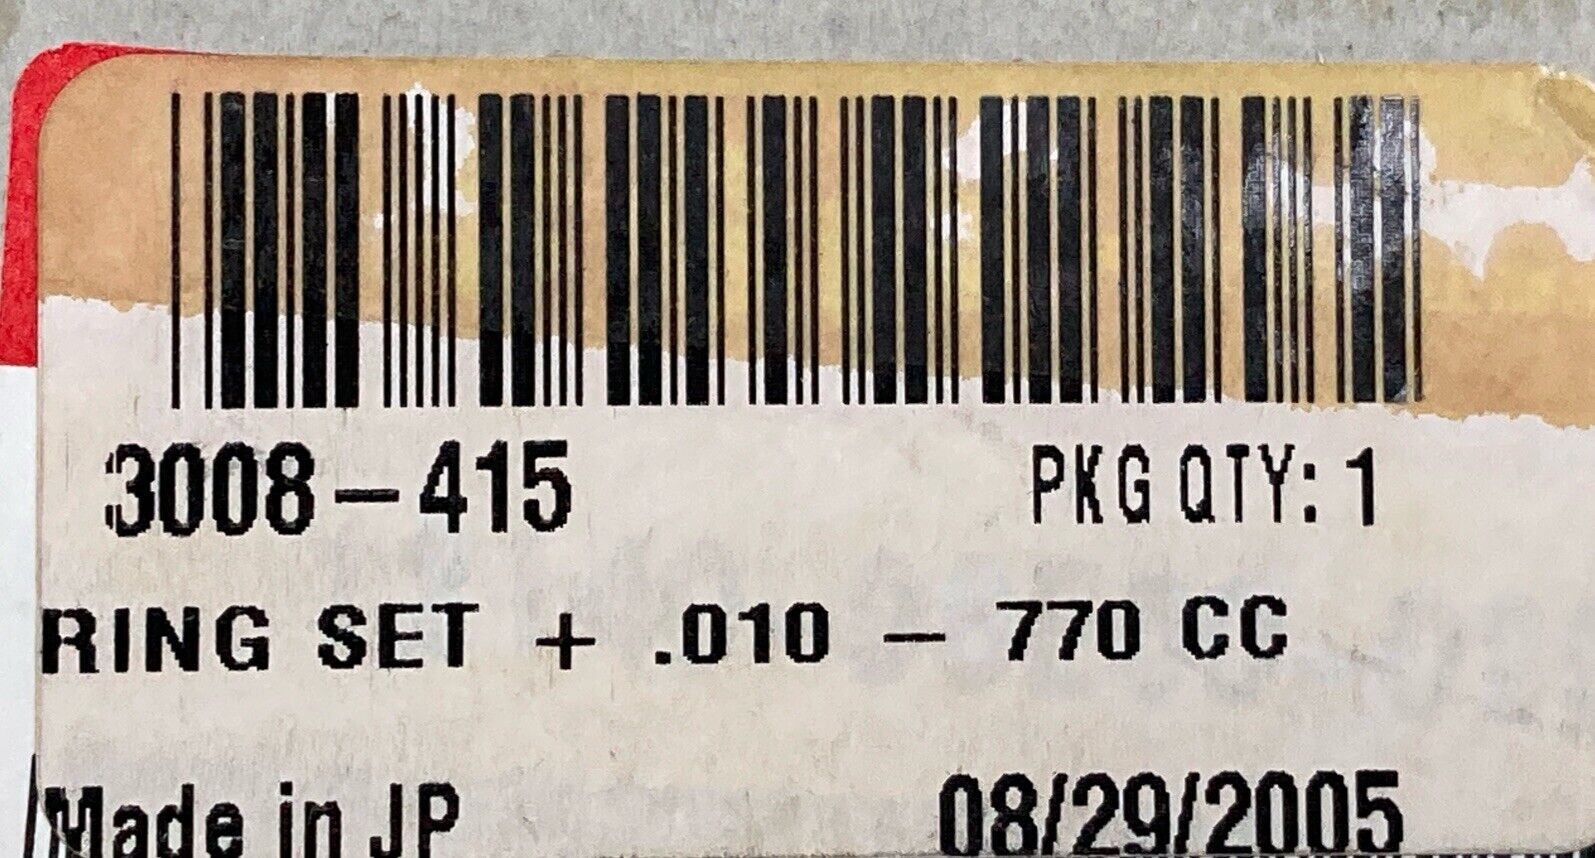 3008-415 PKG QTY: 1
RING SET + .010 - 770 CC
Made in JP 08/29/2005